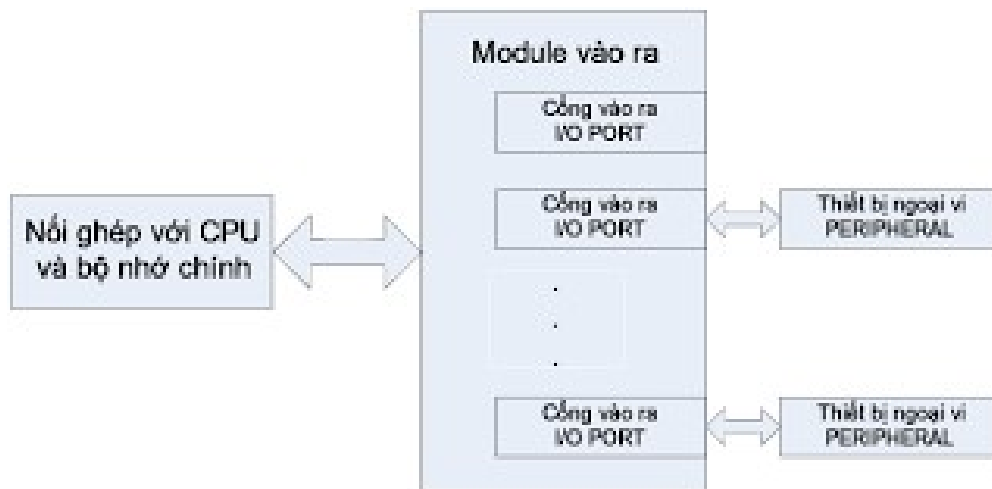 Module vào ra
Cổng vào ra
I/O PORT
Nối ghép với CPU
và bộ nhớ chính
Cổng vào ra
I/O PORT
Thiết bị ngoại vi
PERIPHERAL
.
.
.
Cổng vào ra
I/O PORT
Thiết bị ngoại vi
PERIPHERAL